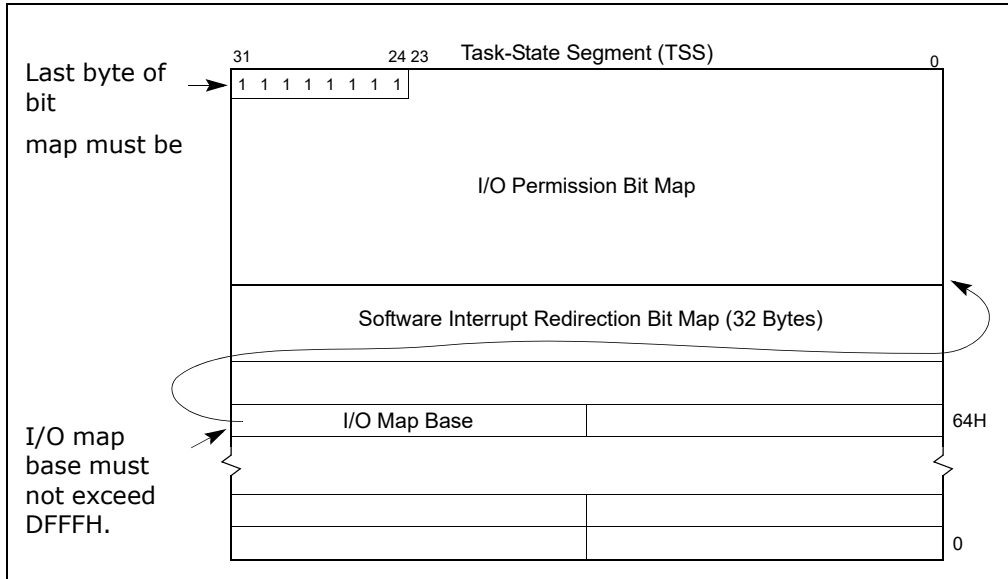 31 24 23 Task-State Segment (TSS) 0
Last byte of
bit
map must be
1 1 1 1 1 1 1 1
I/O Permission Bit Map
Software Interrupt Redirection Bit Map (32 Bytes)
I/O Map Base
64H
I/O map
base must
not exceed
DFFFH.
0